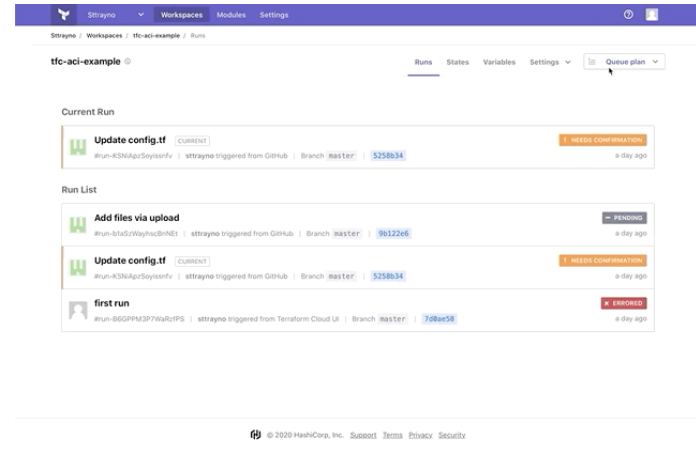 Sttrayno Workspaces Modules Settings
Sttrayno / Workspaces / tfc-aci-example / Runs
tfc-aci-example Runs States Variables Settings Queue plan
Current Run
Update config.tf CURRENT ! NEEDS CONFIRMATION
#run-KSNiApzSoyissnfv | sttrayno triggered from GitHub | Branch master | 5258b34 a day ago
Run List
Add files via upload PENDING
sttrayno triggered from GitHub | Branch master | 9b122e6 a day ago
Update config.tf CURRENT ! NEEDS CONFIRMATION
#run-KSNiApzSoyissnfv | sttrayno triggered from GitHub | Branch master | 5258b34 a day ago
first run × ERRORED
#run-B6GPPM3P7WaRzfPS | sttrayno triggered from Terraform Cloud UI | Branch master | 7d0ae58 a day ago
© 2020 HashiCorp, Inc. Support Terms Privacy Security